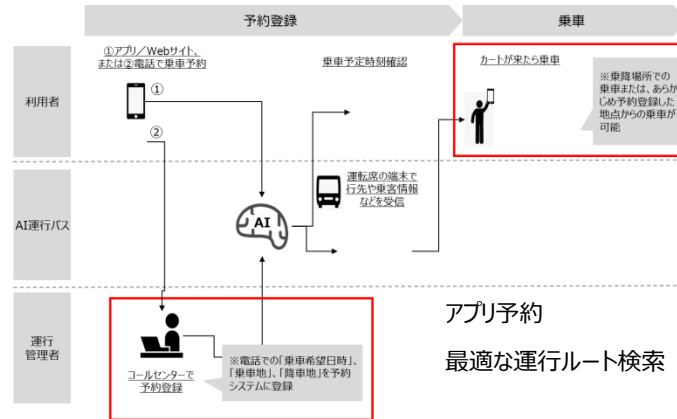 予約登録
乗車
①アプリ／Webサイト、
または②電話で乗車予約
乗車予定時刻確認
カートが来たら乗車
利用者
①
②
※乗降場所での
乗車または、あらか
じめ予約登録した
地点からの乗車が
可能
運転席の端末で
行先や乗客情報
などを受信
AI運行バス
AI
運行
管理者
コールセンターで
予約登録
※電話での「乗車希望日時」、
「乗車地」、「降車地」を予約
システムに登録
アプリ予約
最適な運行ルート検索